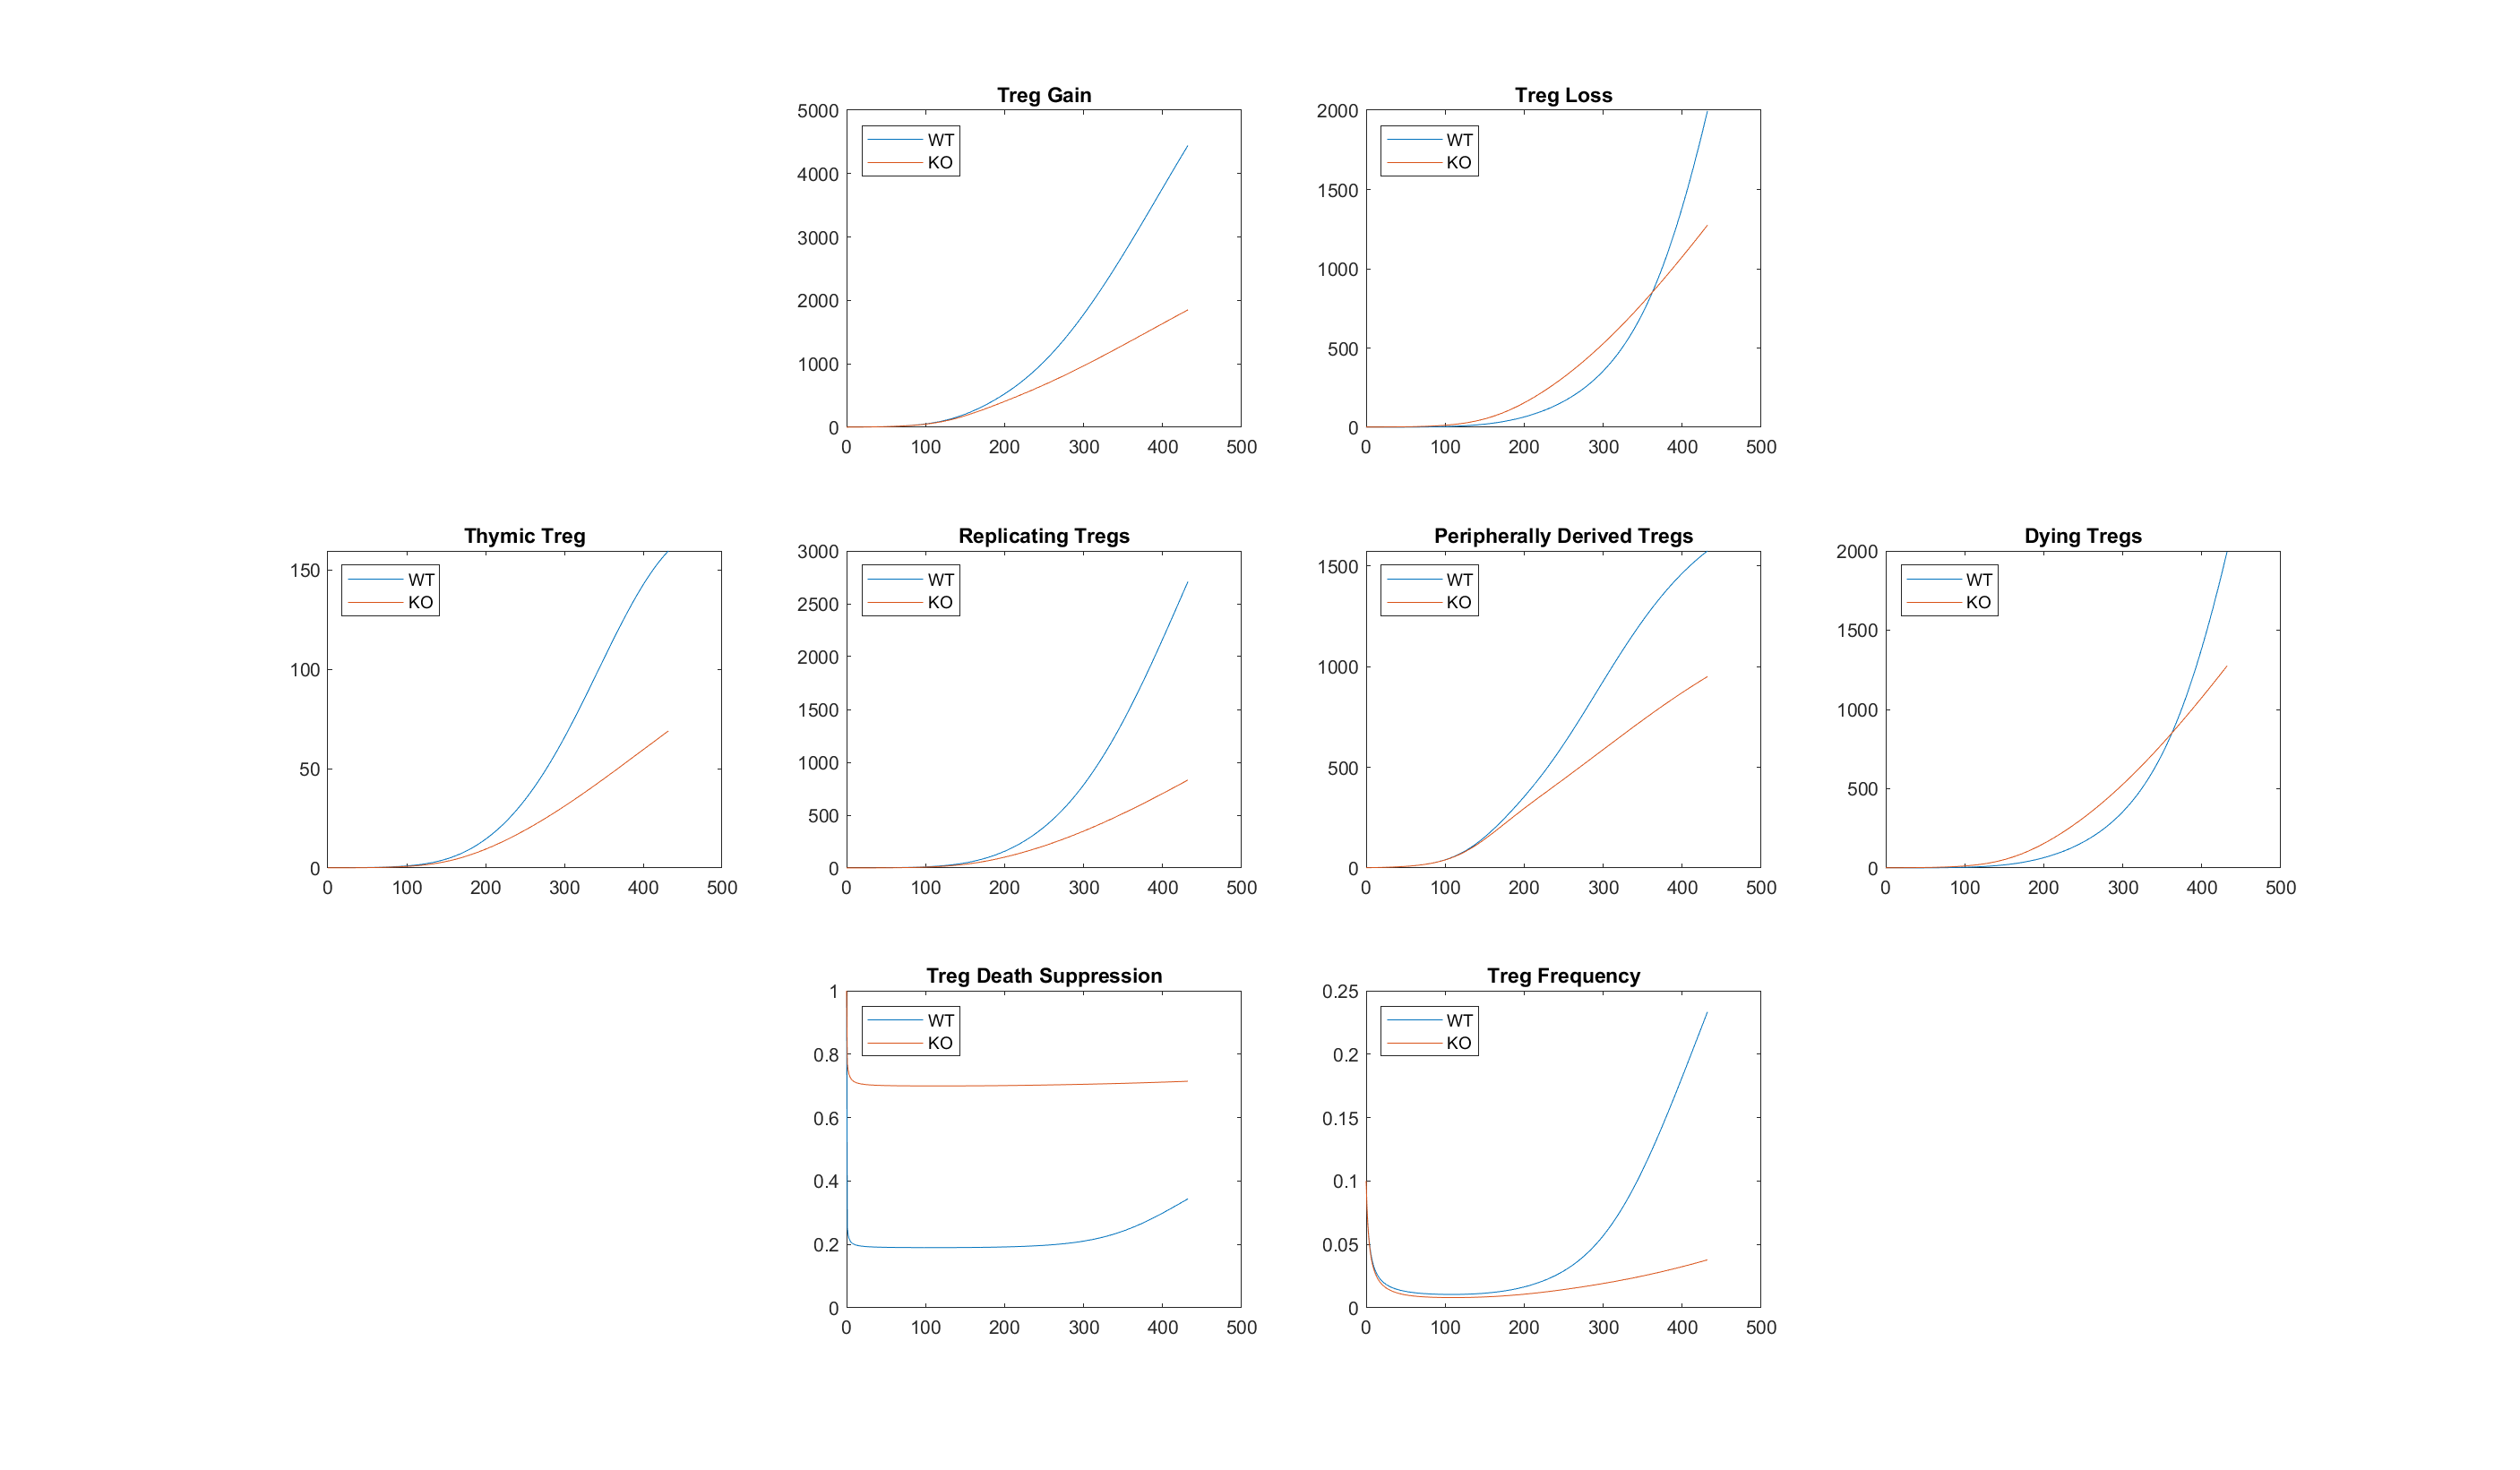 Treg Gain
5000
4000
3000
2000
1000
0
0 100 200 300 400 500
WT
KO
Treg Loss
2000
1500
1000
500
0
0 100 200 300 400 500
WT
KO
Thymic Treg
150
100
50
0
0 100 200 300 400 500
WT
KO
Replicating Tregs
3000
2500
2000
1500
1000
500
0
0 100 200 300 400 500
WT
KO
Peripherally Derived Tregs
1500
1000
500
0
0 100 200 300 400 500
WT
KO
Dying Tregs
2000
1500
1000
500
0
0 100 200 300 400 500
WT
KO
Treg Death Suppression
1
0.8
0.6
0.4
0.2
0
0 100 200 300 400 500
WT
KO
Treg Frequency
0.25
0.2
0.15
0.1
0.05
0
0 100 200 300 400 500
WT
KO